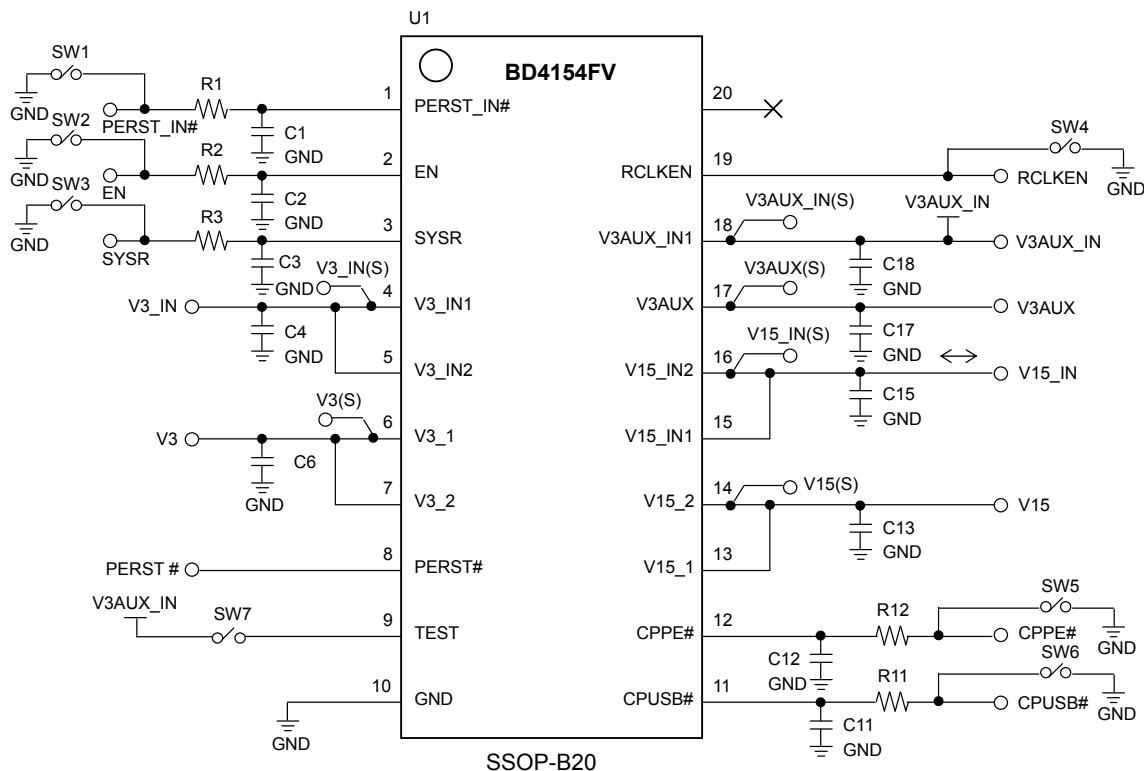 U1
BD4154FV
SW1
GND
R1
PERST_IN#
1
PERST_IN#
C1
GND
SW2
GND
R2
EN
2
EN
C2
GND
SW3
GND
R3
SYSR
3
SYSR
C3
GND
V3_IN(S)
V3_IN
4
V3_IN1
C4
GND
5
V3_IN2
V3(S)
V3
6
V3_1
C6
GND
7
V3_2
PERST #
8
PERST#
V3AUX_IN
SW7
9
TEST
10
GND
GND
20
SW4
19
RCLKEN
RCLKEN
GND
V3AUX_IN(S)
V3AUX_IN
18
V3AUX_IN1
V3AUX_IN
C18
GND
V3AUX(S)
17
V3AUX
V3AUX
C17
GND
V15_IN(S)
16
V15_IN2
V15_IN
C15
GND
15
V15_IN1
V15(S)
14
V15_2
V15
C13
GND
13
V15_1
SW5
12
CPPE#
R12
CPPE#
GND
C12
GND
SW6
11
CPUSB#
R11
CPUSB#
GND
C11
GND
SSOP-B20